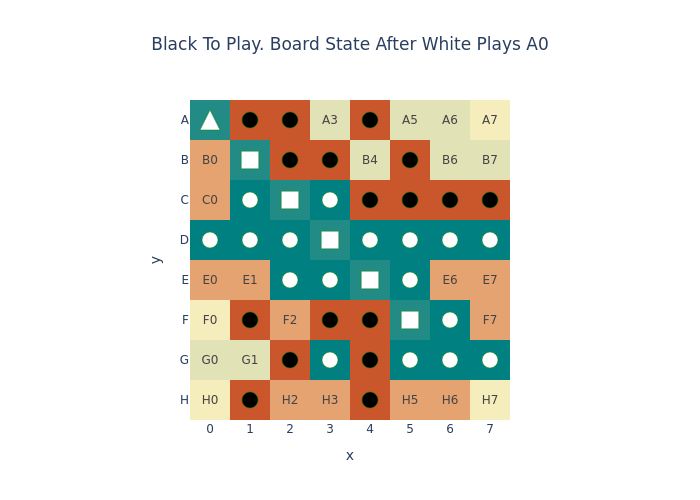 Black To Play. Board State After White Plays A0
A A3 A5 A6 A7
B B0 B4 B6 B7
C C0
D
y
E E0 E1 E6 E7
F F0 F2 F7
G G0 G1
H H0 H2 H3 H5 H6 H7
0 1 2 3 4 5 6 7
x